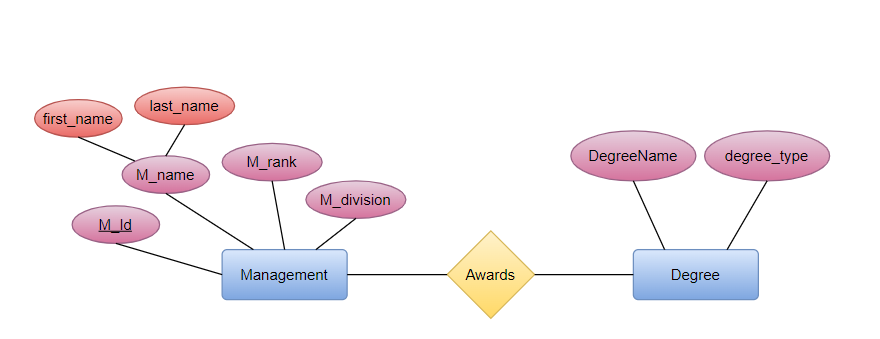 last_name
first_name
M_name
M_rank
M_division
M_Id
DegreeName
degree_type
Management
Awards
Degree